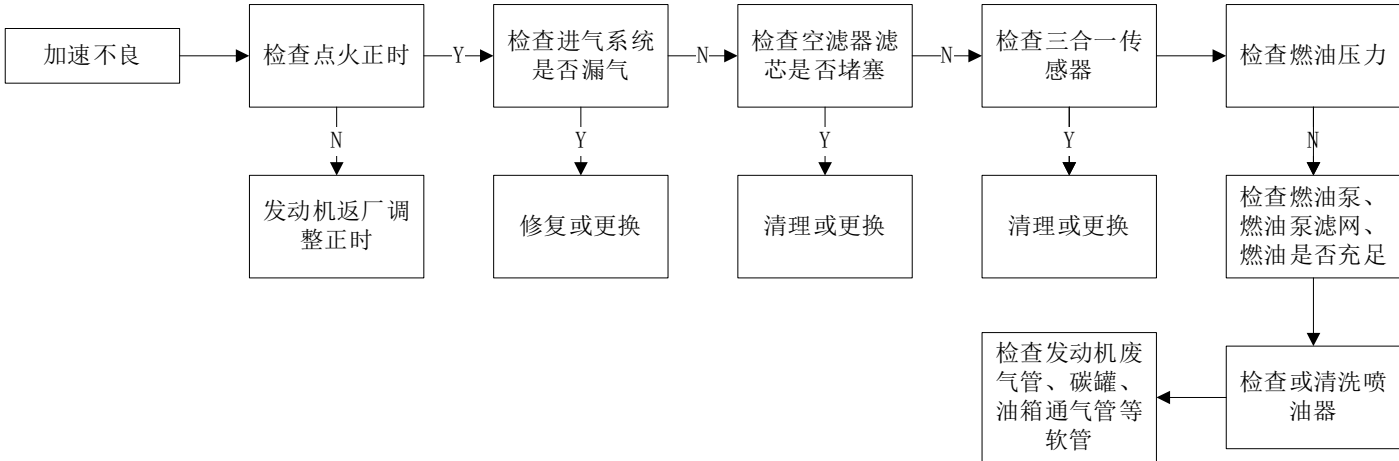 加速不良
检查点火正时
Y
检查进气系统
是否漏气
N
检查空滤器滤
芯是否堵塞
N
检查三合一传
感器
检查燃油压力
N
Y
Y
Y
N
发动机返厂调
整正时
修复或更换
清理或更换
清理或更换
检查燃油泵、
燃油泵滤网、
燃油是否充足
检查发动机废
气管、碳罐、
油箱通气管等
软管
检查或清洗喷
油器